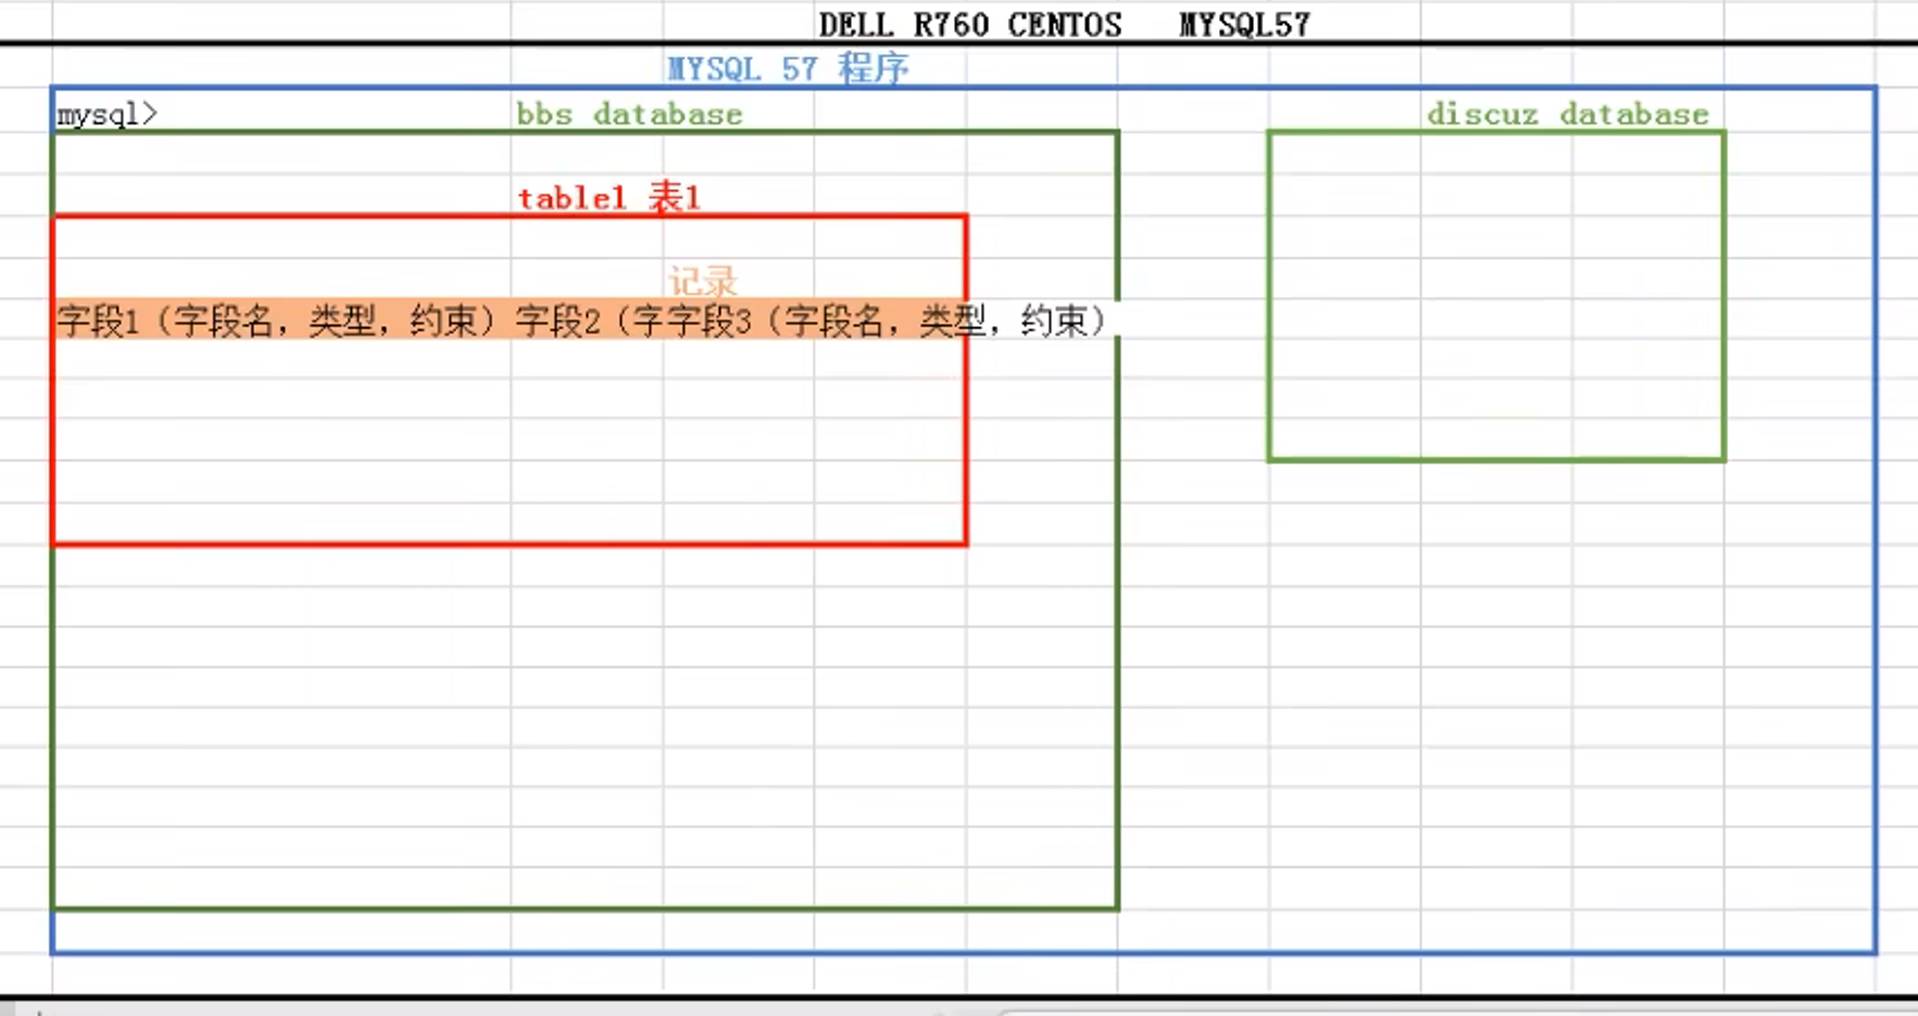 DELL R760 CENTOS MYSQL57
MYSQL 57 程序
mysql> bbs database discuz database
table1 表1
记录
字段1（字段名，类型，约束）字段2（字字段3（字段名，类型，约束）